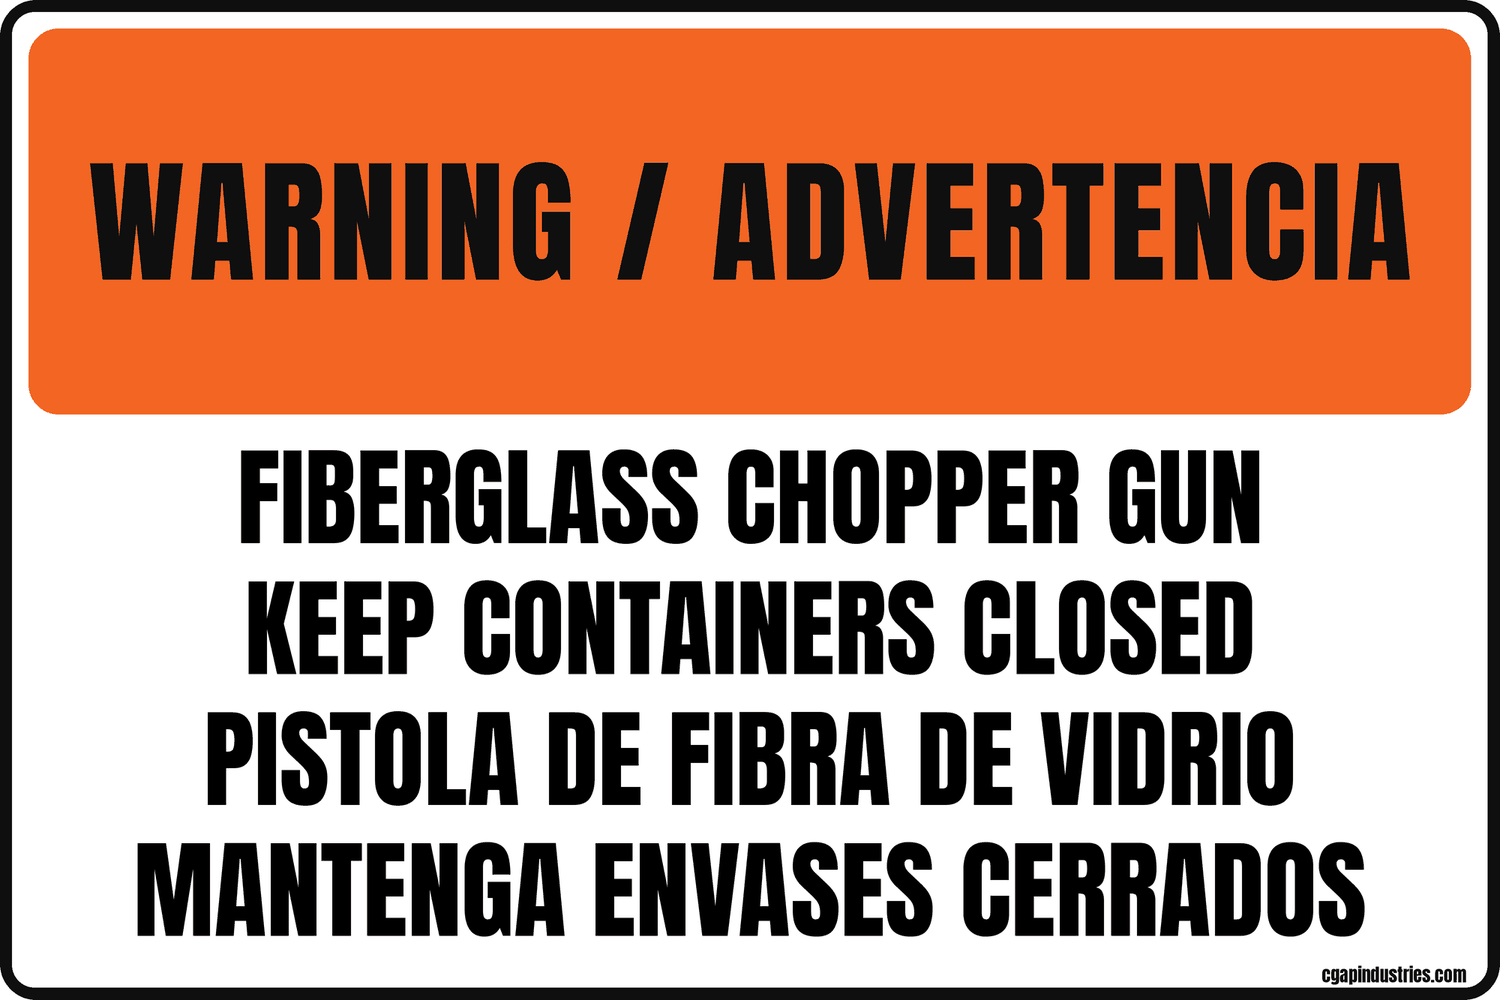 WARNING / ADVERTENCIA
FIBERGLASS CHOPPER GUN
KEEP CONTAINERS CLOSED
PISTOLA DE FIBRA DE VIDRIO
MANTENGA ENVASES CERRADOS
cgapindustries.com